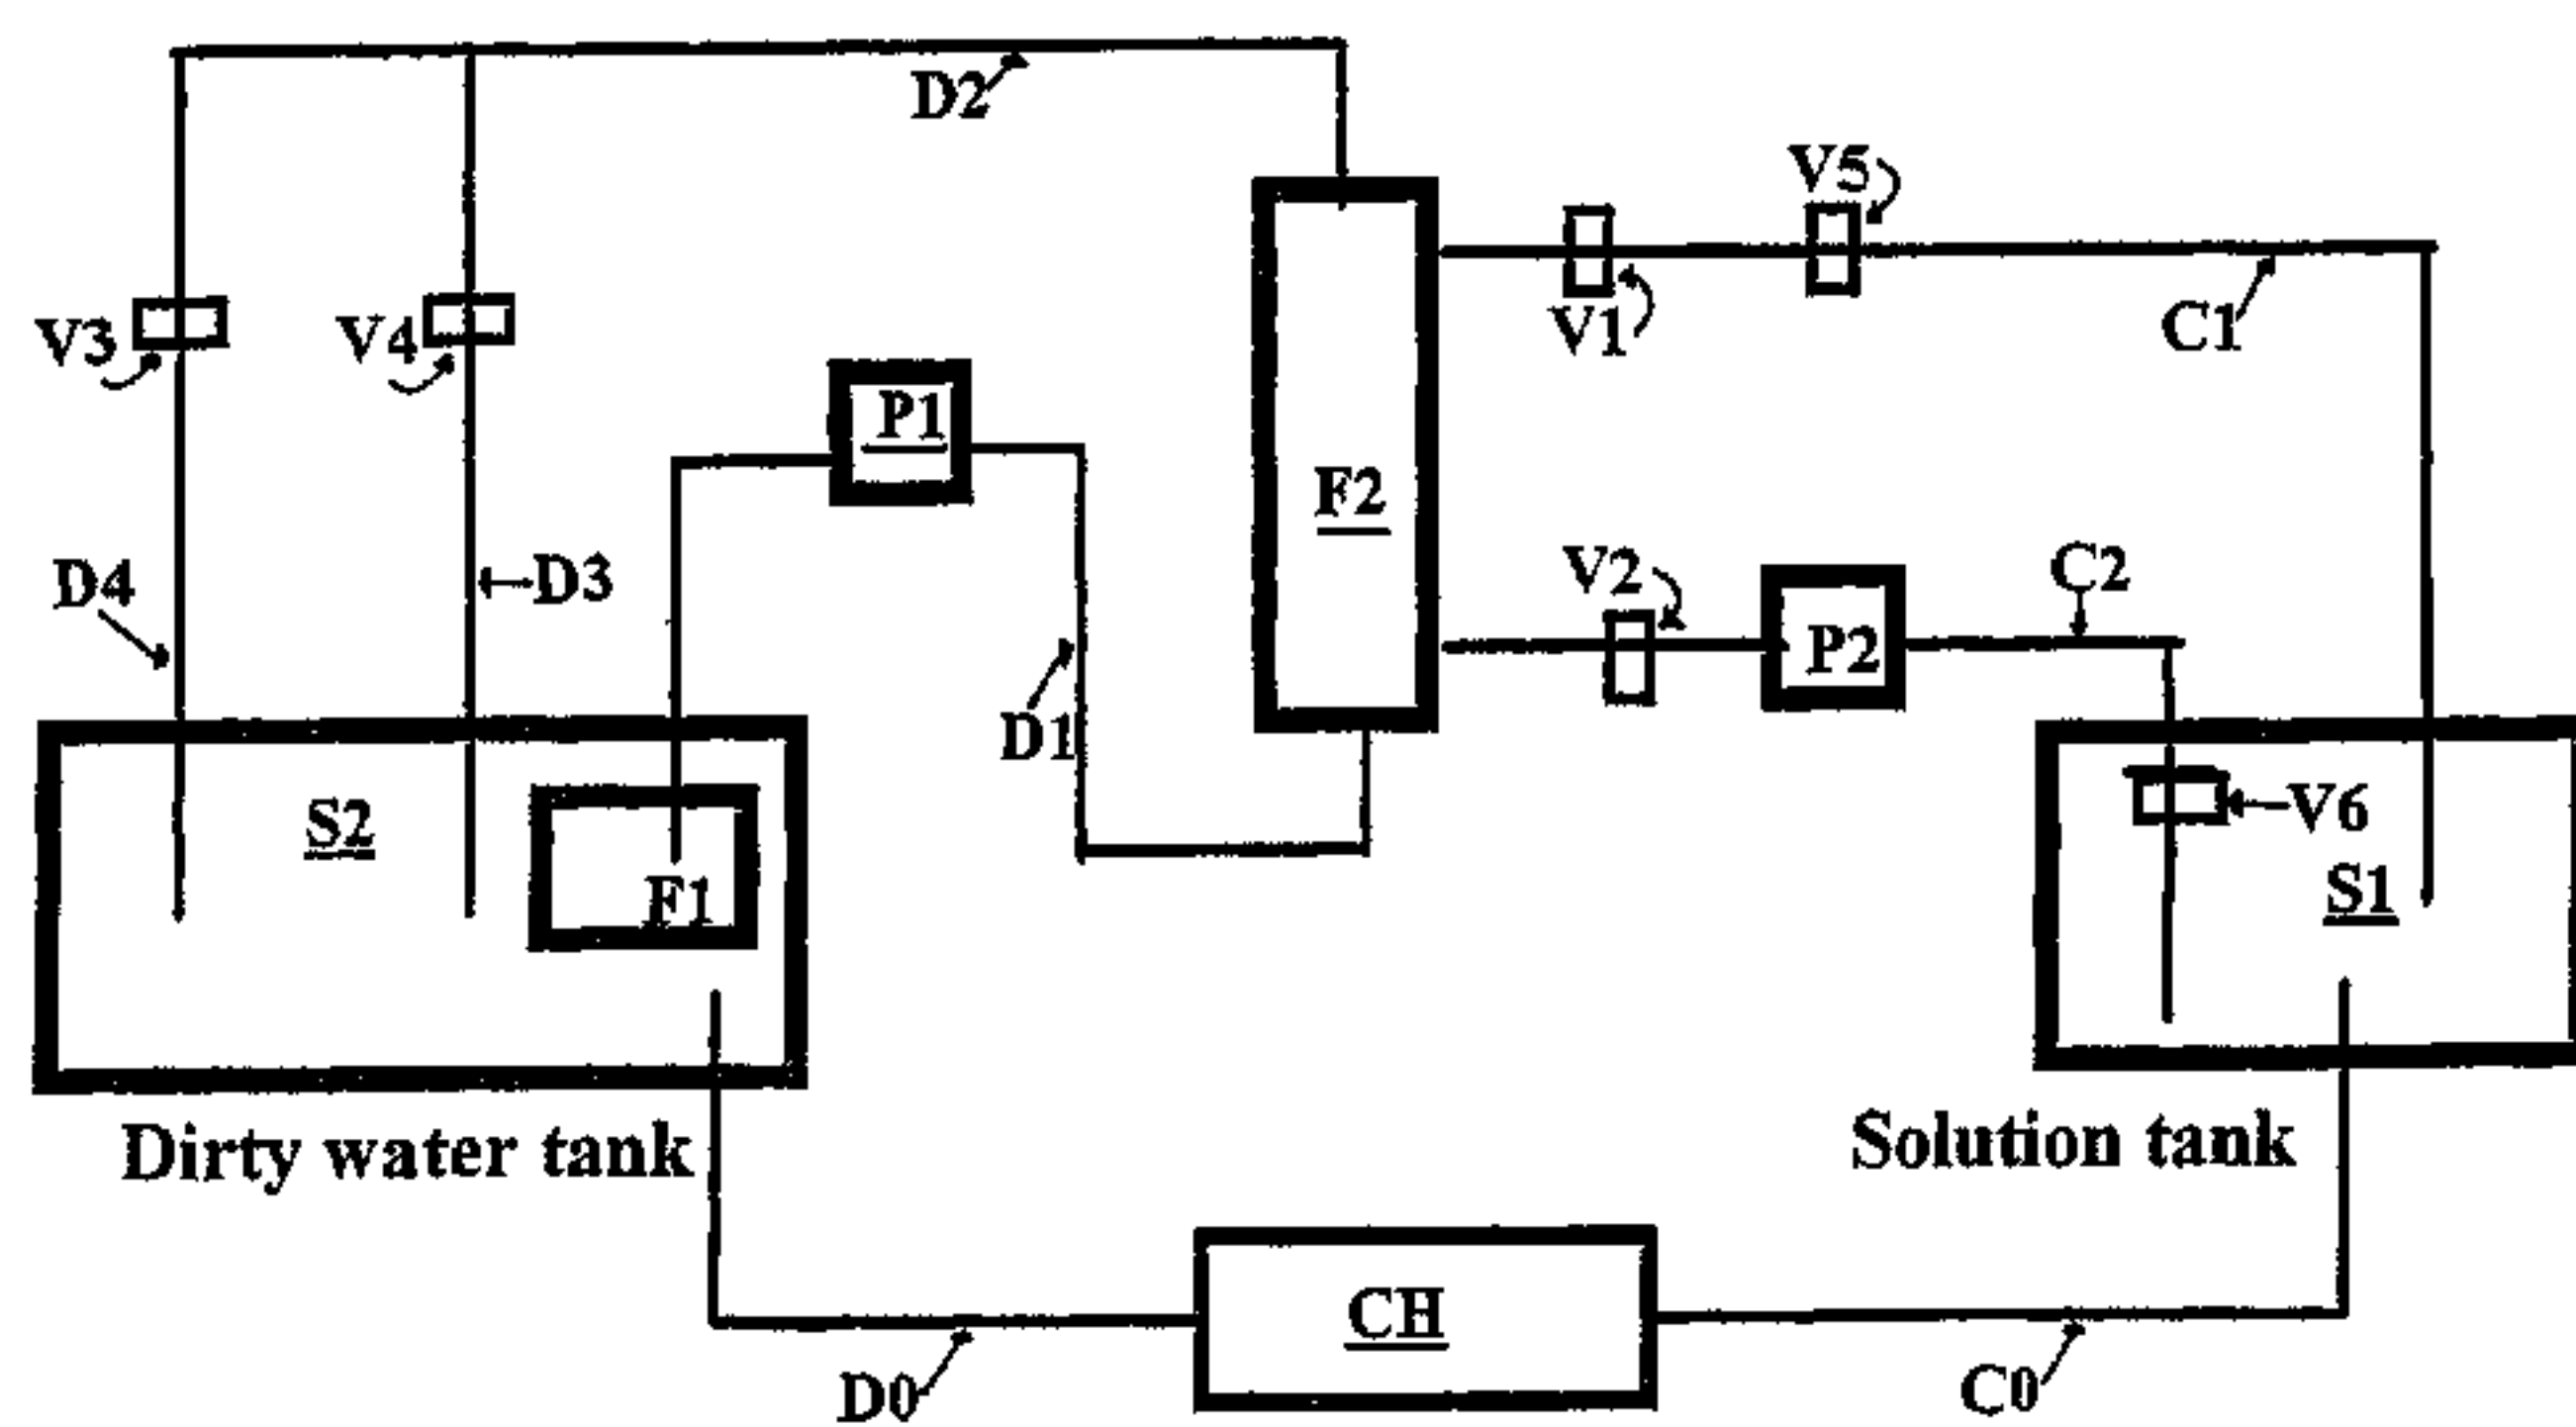 D2
V5
V3
V4
V1
C1
P1
F2
D4
D3
V2
C2
D1
P2
S2
V6
F1
S1
Dirty water tank
Solution tank
CH
D0
C0